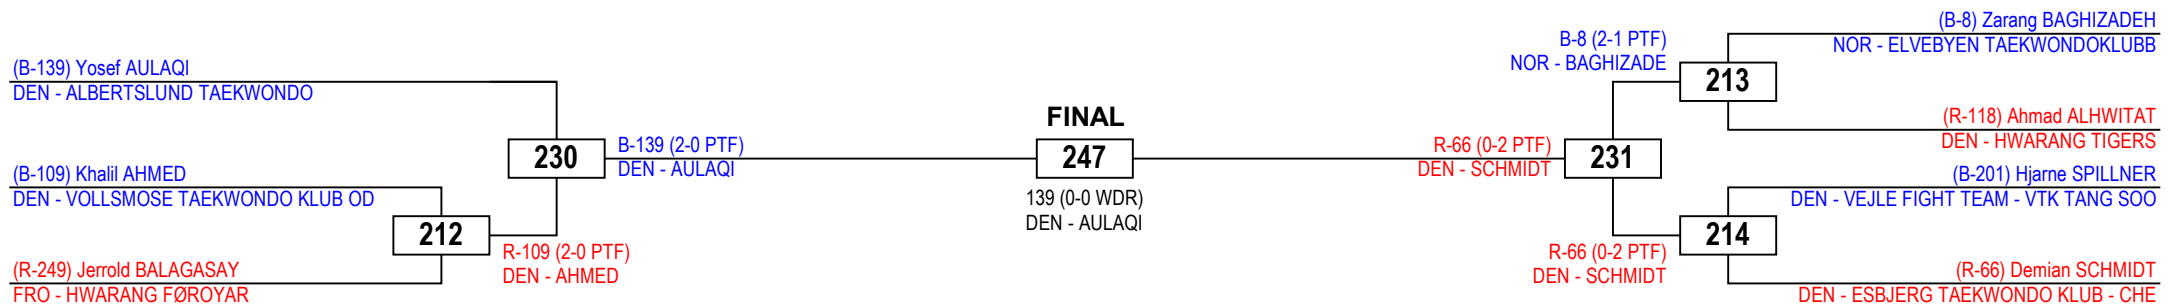 (B-139) Yosef AULAQI
DEN - ALBERTSLUND TAEKWONDO
(B-109) Khalil AHMED
DEN - VOLLSMOSE TAEKWONDO KLUB OD
(R-249) Jerrold BALAGASAY
FRO - HWARANG FØROYAR
212
R-109 (2-0 PTF)
DEN - AHMED
230
B-139 (2-0 PTF)
DEN - AULAQI
FINAL
247
139 (0-0 WDR)
DEN - AULAQI
R-66 (0-2 PTF)
DEN - SCHMIDT
231
B-8 (2-1 PTF)
NOR - BAGHIZADE
213
R-66 (0-2 PTF)
DEN - SCHMIDT
214
(B-8) Zarang BAGHIZADEH
NOR - ELVEBYEN TAEKWONDOKLUBB
(R-118) Ahmad ALHWITAT
DEN - HWARANG TIGERS
(B-201) Hjarne SPILLNER
DEN - VEJLE FIGHT TEAM - VTK TANG SOO
(R-66) Demian SCHMIDT
DEN - ESBJERG TAEKWONDO KLUB - CHE